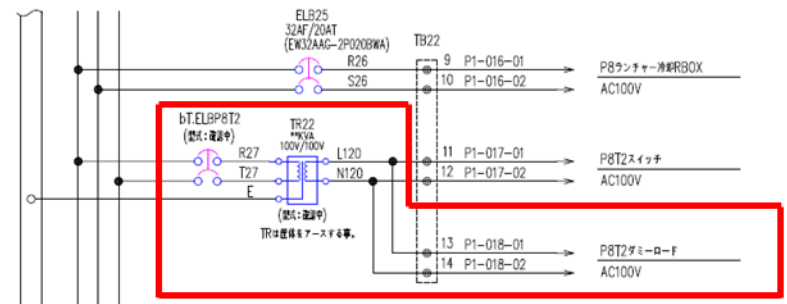 ELB25
32AF/20AT
(EW32AAG-2P020BWA)
TB22
R26
9
P1-016-01
P8ランチャー冷却RBOX
S26
10
P1-016-02
AC100V
bT.ELBP8T2
(型式:確認中)
TR22
**KVA
100V/100V
R27
L120
11
P1-017-01
P8T2スイッチ
T27
N120
12
P1-017-02
AC100V
E
(型式:確認中)
TRは筐体をアースする事。
13
P1-018-01
P8T2ダミーロード
14
P1-018-02
AC100V